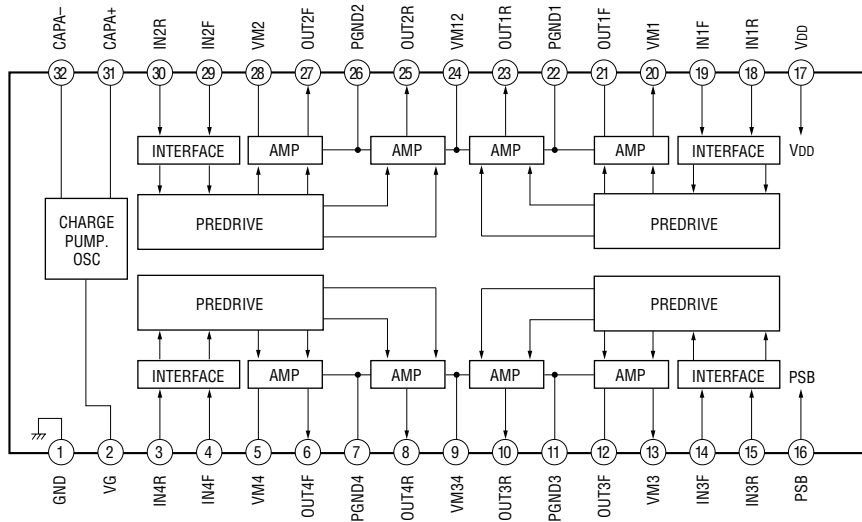 CAPA–
CAPA+
IN2R
IN2F
VM2
OUT2F
PGND2
OUT2R
VM12
OUT1R
PGND1
OUT1F
VM1
IN1F
IN1R
VDD
32
31
30
29
28
27
26
25
24
23
22
21
20
19
18
17
INTERFACE
AMP
AMP
AMP
AMP
INTERFACE
VDD
CHARGE
PUMP.
OSC
PREDRIVE
PREDRIVE
PREDRIVE
PREDRIVE
INTERFACE
AMP
AMP
AMP
AMP
INTERFACE
PSB
1
2
3
4
5
6
7
8
9
10
11
12
13
14
15
16
GND
VG
IN4R
IN4F
VM4
OUT4F
PGND4
OUT4R
VM34
OUT3R
PGND3
OUT3F
VM3
IN3F
IN3R
PSB